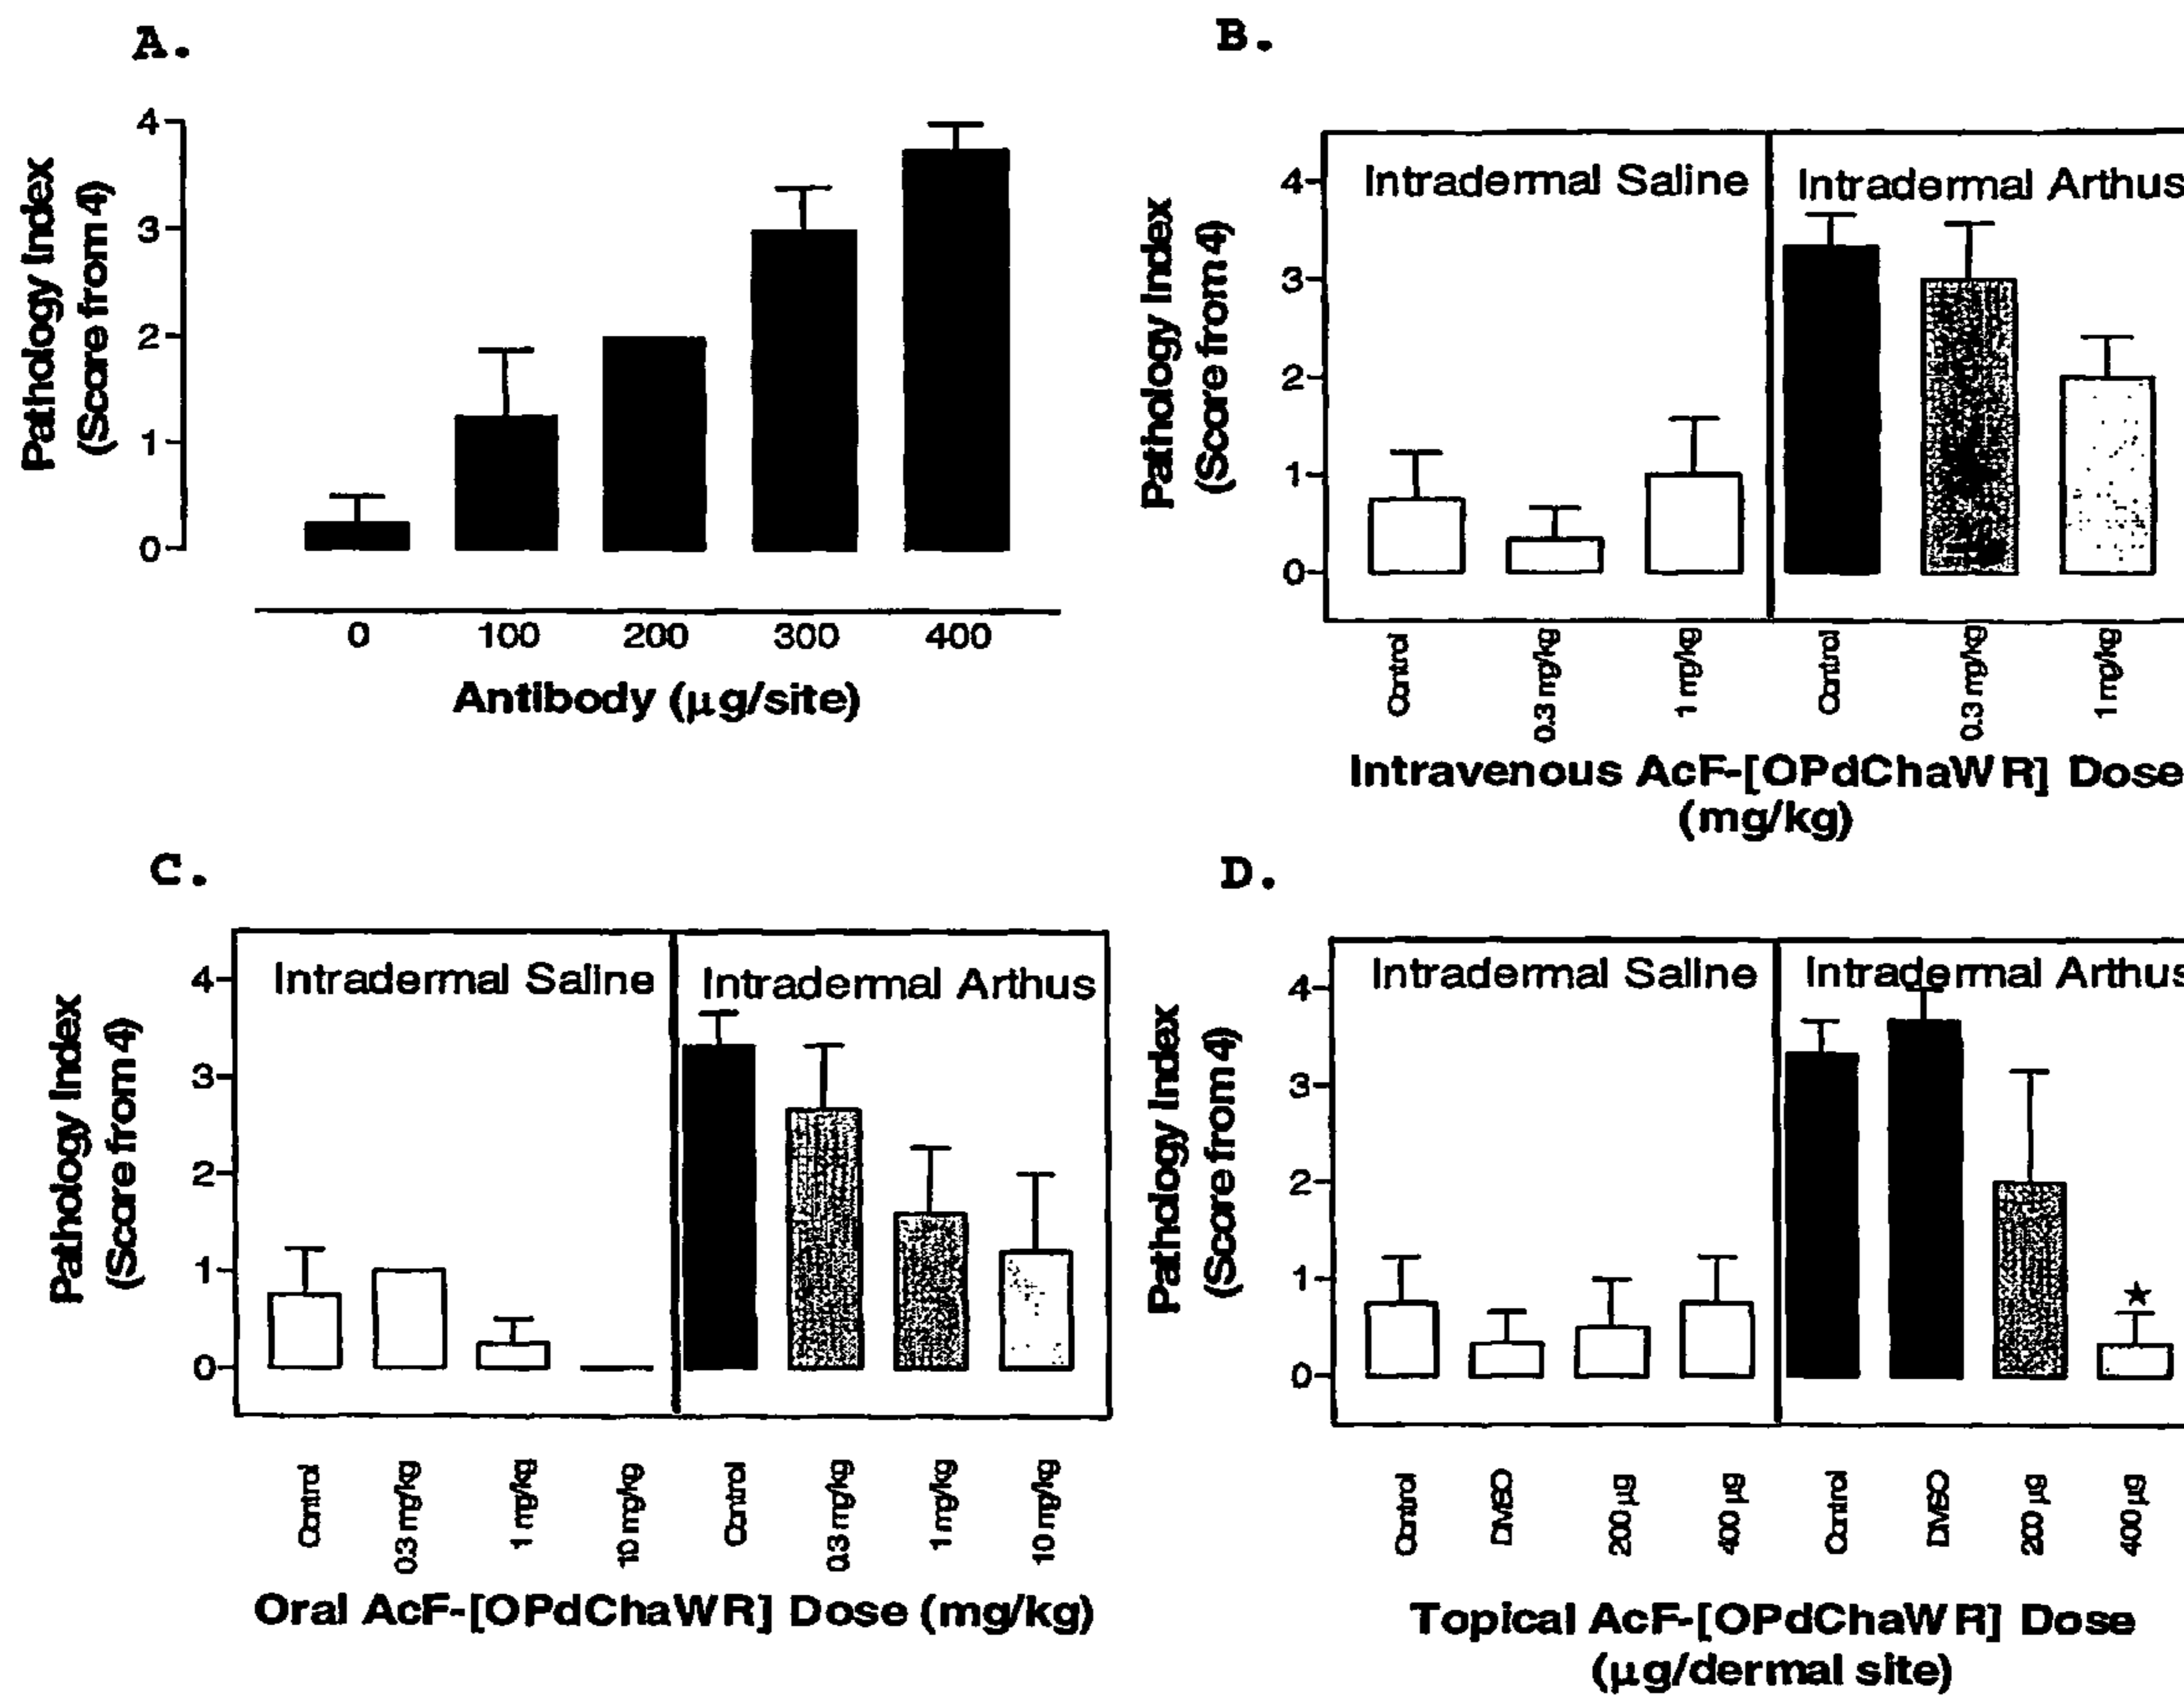 A.
Pathology Index
(Score from 4)
4
3
2
1
0
0 100 200 300 400
Antibody (μg/site)
B.
Pathology Index
(Score from 4)
Intradermal Saline Intradermal Arthus
4
3
2
1
0
Control 0.3 mg/kg 1 mg/kg Control 0.3 mg/kg 1 mg/kg
Intravenous AcF-[OPdChaWR] Dose
(mg/kg)
C.
Pathology Index
(Score from 4)
Intradermal Saline Intradermal Arthus
4
3
2
1
0
Control 0.3 mg/kg 1 mg/kg 10 mg/kg Control 0.3 mg/kg 1 mg/kg 10 mg/kg
Oral AcF-[OPdChaWR] Dose (mg/kg)
D.
Pathology Index
(Score from 4)
Intradermal Saline Intradermal Arthus
4
3
2
1
0
Control DMSO 200 μg 400 μg Control DMSO 200 μg 400 μg
Topical AcF-[OPdChaWR] Dose
(μg/dermal site)